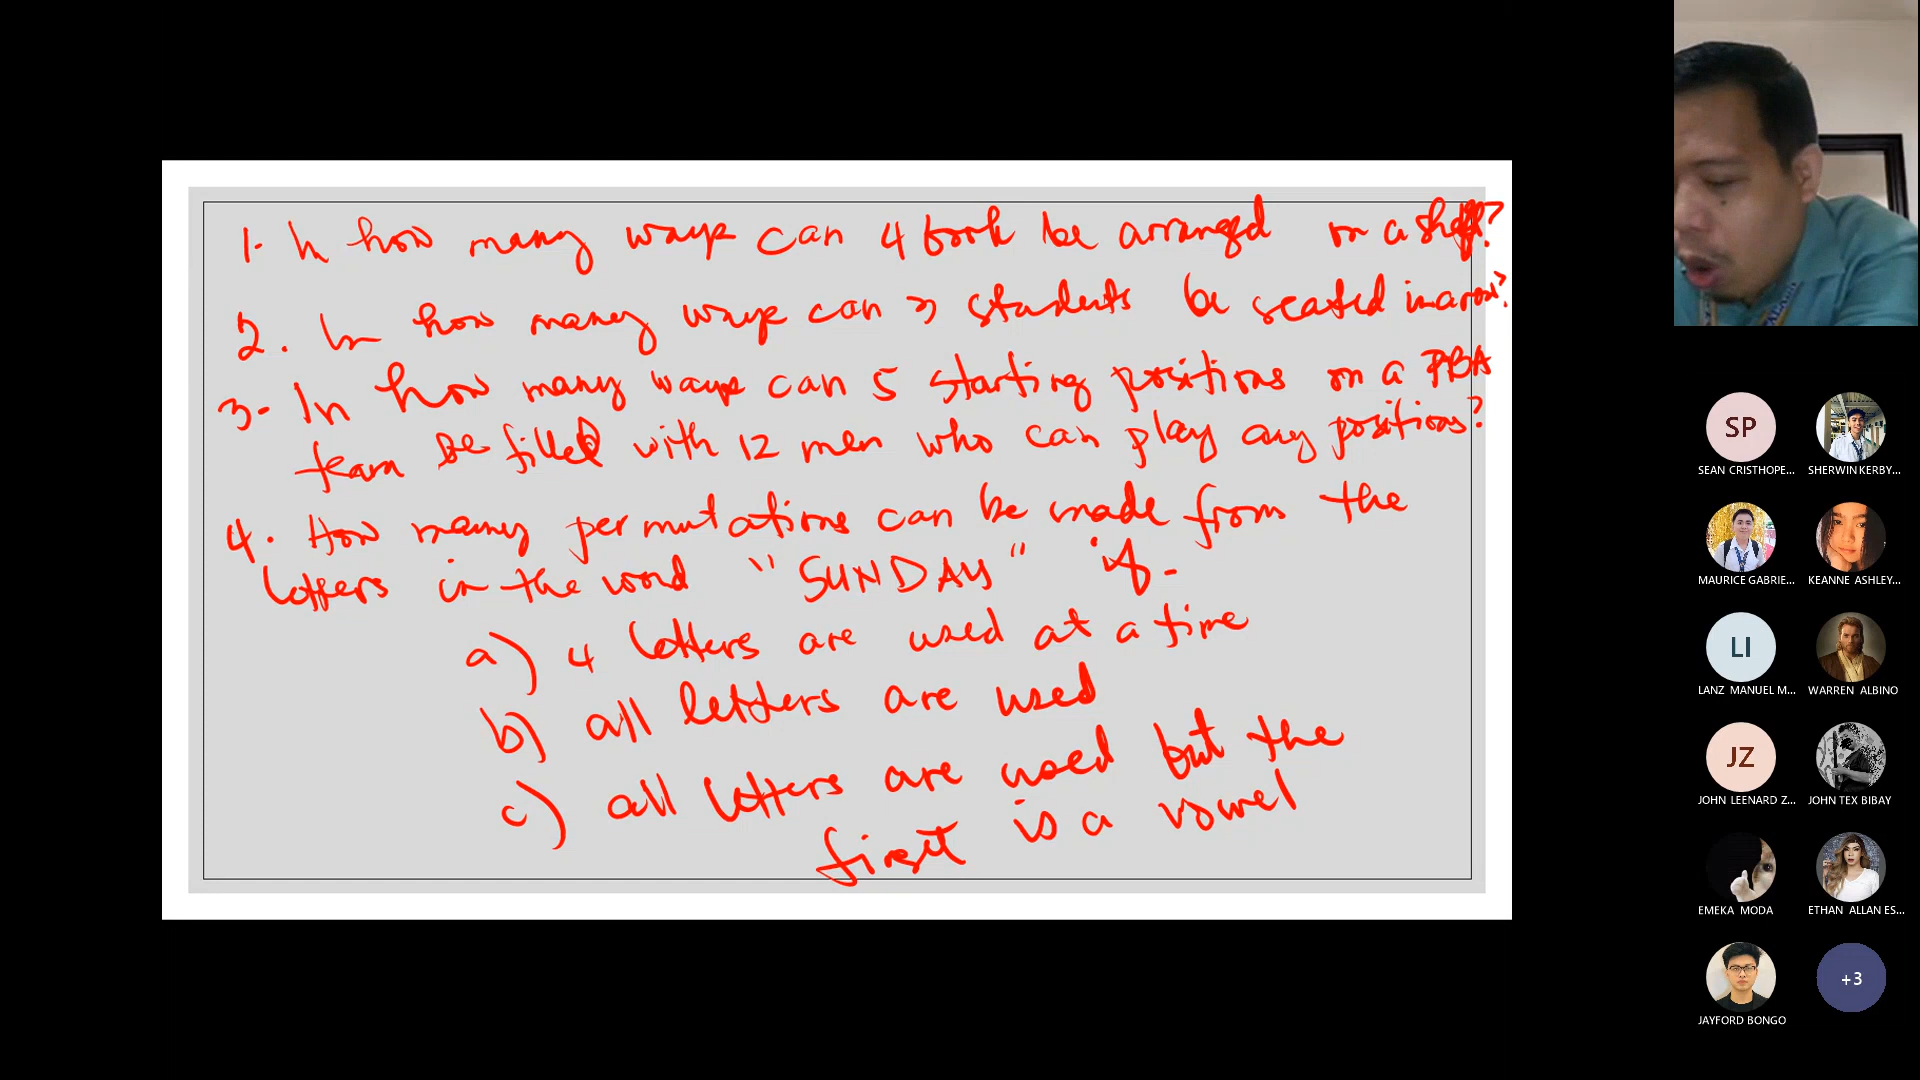 1. In how many ways can 4 book be arranged on a shelf?
2. In how many ways can students be seated in a row?
3. In how many ways can 5 starting positions on a PBA
team be filled with 12 men who can play any positions?
4. How many permutations can be made from the
letters in the word "SUNDAY" if.
a) 4 letters are used at a time
b) all letters are used
c) all letters are used but the
first is a vowel
SP
SEAN CRISTHOPE...
SHERWIN KERBY...
MAURICE GABRIE...
KEANNE ASHLEY...
LI
LANZ MANUEL M...
WARREN ALBINO
JZ
JOHN LEENARD Z...
JOHN TEX BIBAY
EMEKA MODA
ETHAN ALLAN ES...
JAYFORD BONGO
+3